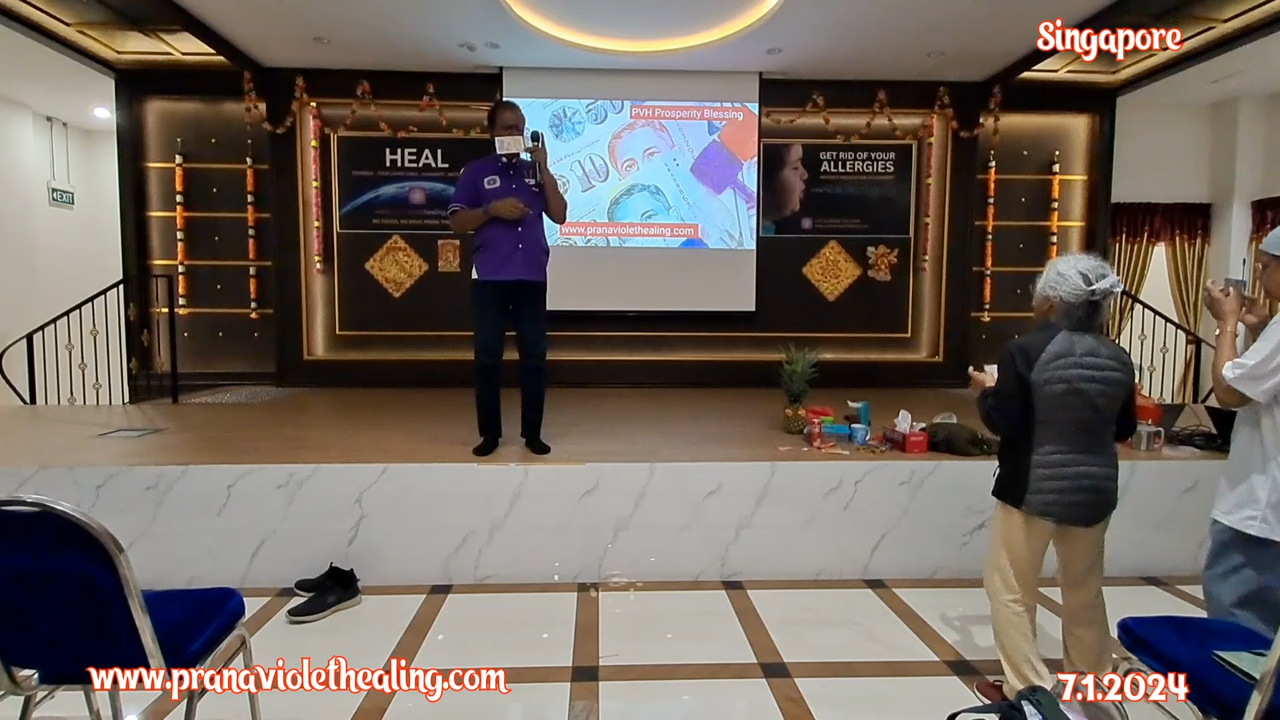 Singapore
PVH Prosperity Blessing
HEAL
GET RID OF YOUR
ALLERGIES
EXIT
10
www.pranaviolethealing.com
www.pranaviolethealing.com
7.1.2024